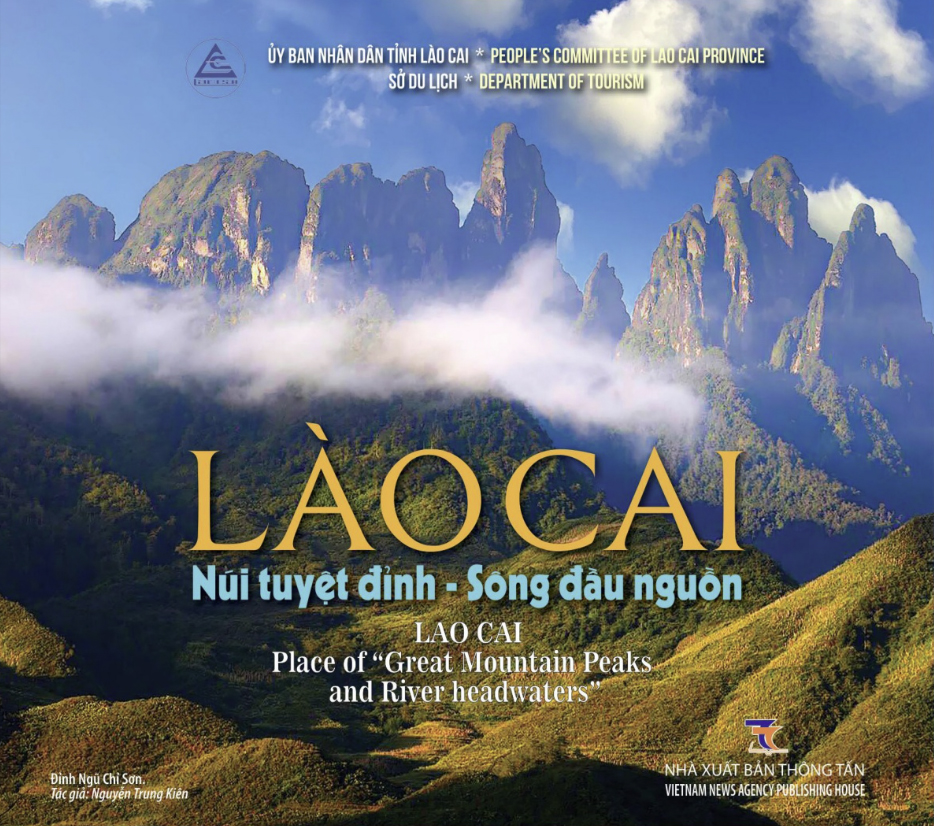 ỦY BAN NHÂN DÂN TỈNH LÀO CAI * PEOPLE'S COMMITTEE OF LAO CAI PROVINCE
SỞ DU LỊCH * DEPARTMENT OF TOURISM
LÀO CAI
Núi tuyệt đỉnh - Sông đầu nguồn
LAO CAI
Place of “Great Mountain Peaks
and River headwaters”
Đỉnh Ngũ Chỉ Sơn.
Tác giả: Nguyễn Trung Kiên
NHÀ XUẤT BẢN THÔNG TẤN
VIETNAM NEWS AGENCY PUBLISHING HOUSE